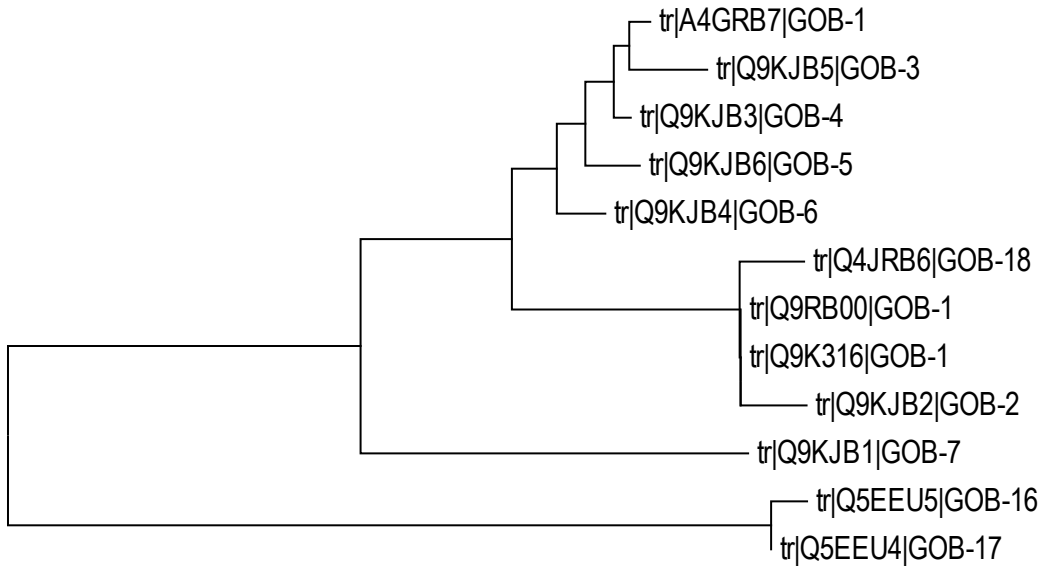 tr|A4GRB7|GOB-1
tr|Q9KJB5|GOB-3
tr|Q9KJB3|GOB-4
tr|Q9KJB6|GOB-5
tr|Q9KJB4|GOB-6
tr|Q4JRB6|GOB-18
tr|Q9RB00|GOB-1
tr|Q9K316|GOB-1
tr|Q9KJB2|GOB-2
tr|Q9KJB1|GOB-7
tr|Q5EEU5|GOB-16
tr|Q5EEU4|GOB-17